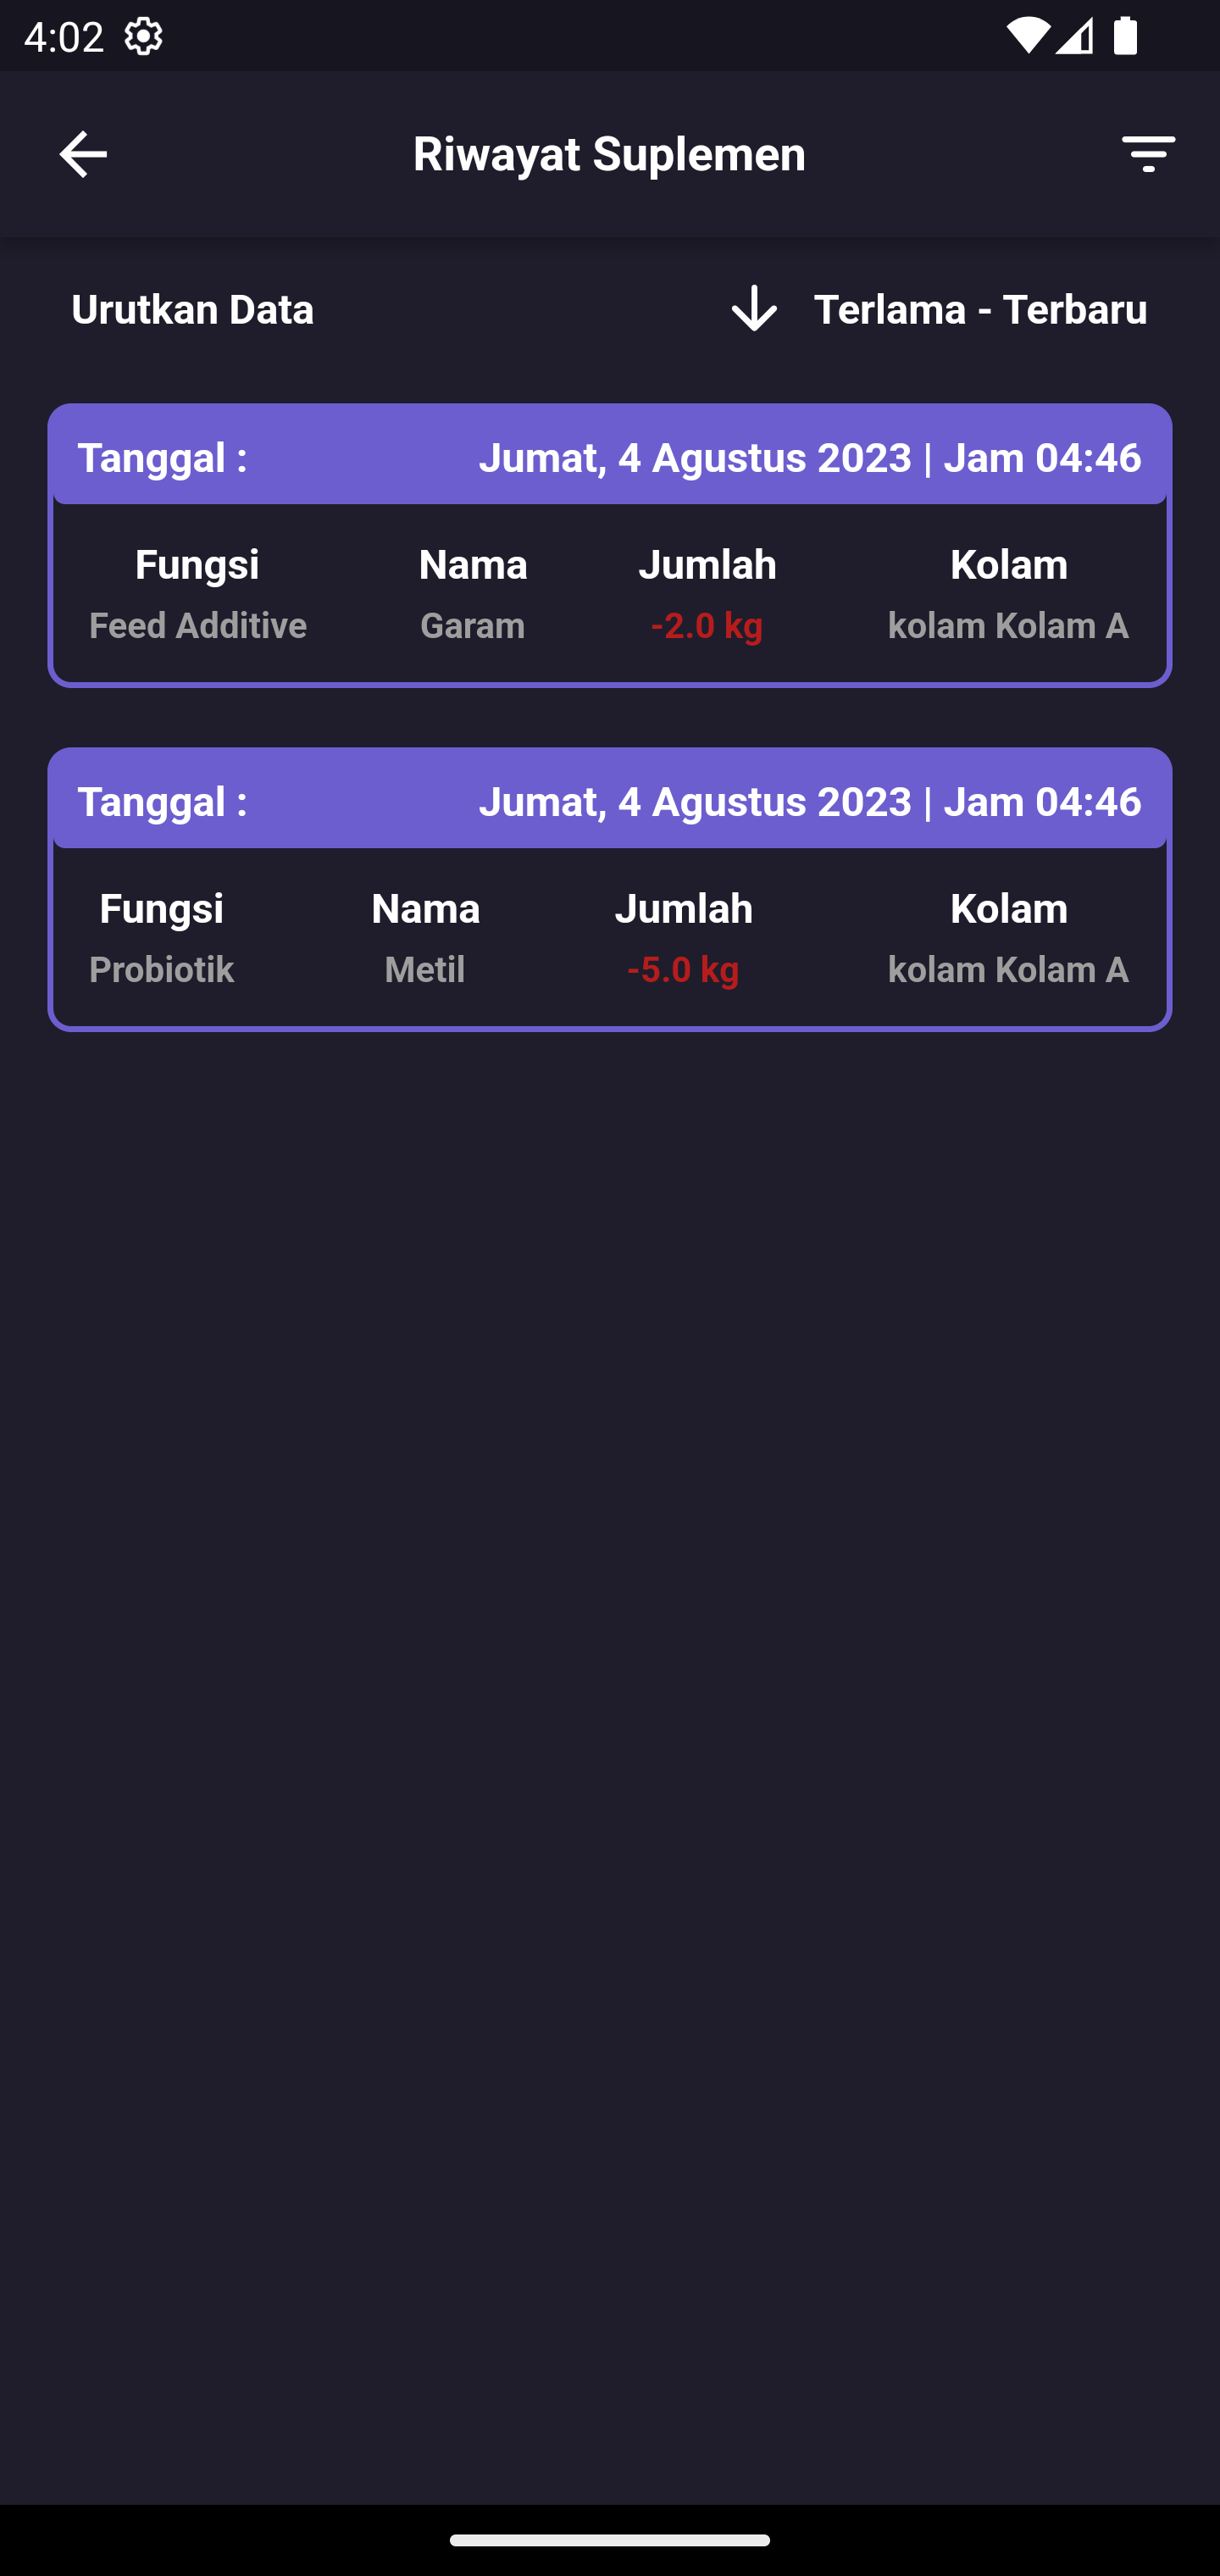 4:02
Riwayat Suplemen
Urutkan Data Terlama - Terbaru
Tanggal : Jumat, 4 Agustus 2023 | Jam 04:46
Fungsi Nama Jumlah Kolam
Feed Additive Garam -2.0 kg kolam Kolam A
Tanggal : Jumat, 4 Agustus 2023 | Jam 04:46
Fungsi Nama Jumlah Kolam
Probiotik Metil -5.0 kg kolam Kolam A